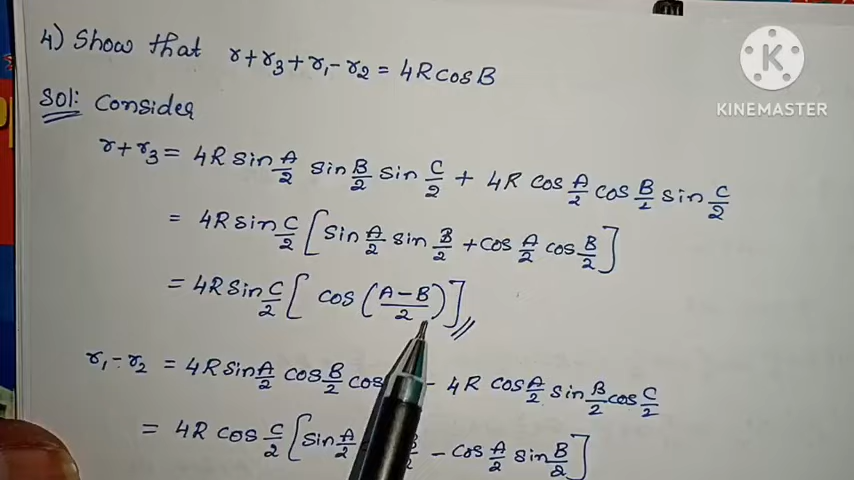 4) Show that r+r₃+r₁-r₂ = 4R cos B
KINEMASTER
Sol: Consider
r+r₃ = 4R sin A/2 sin B/2 sin C/2 + 4R cos A/2 cos B/2 sin C/2
= 4R sin C/2 [sin A/2 sin B/2 + cos A/2 cos B/2]
= 4R sin C/2 [cos (A-B/2)]
r₁-r₂ = 4R sin A/2 cos B/2 cos - 4R cos A/2 sin B/2 cos C/2
= 4R cos C/2 [sin A/2 - cos A/2 sin B/2]